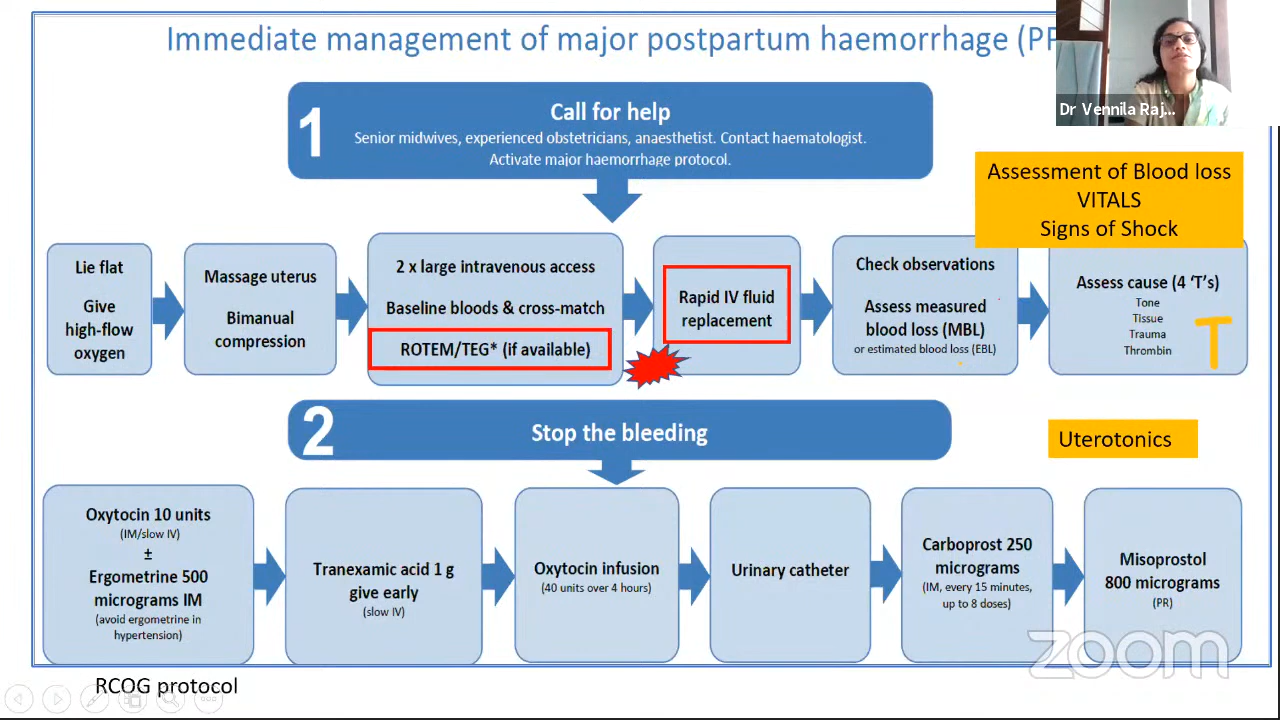 Immediate management of major postpartum haemorrhage (PP
Dr Vennila Raj...
1
Call for help
Senior midwives, experienced obstetricians, anaesthetist. Contact haematologist.
Activate major haemorrhage protocol.
Assessment of Blood loss
VITALS
Signs of Shock
Lie flat
Give
high-flow
oxygen
Massage uterus
Bimanual
compression
2 x large intravenous access
Baseline bloods & cross-match
ROTEM/TEG* (if available)
Rapid IV fluid
replacement
Check observations
Assess measured
blood loss (MBL)
or estimated blood loss (EBL)
Assess cause (4 ‘T’s)
Tone
Tissue
Trauma
Thrombin
T
2
Stop the bleeding
Uterotonics
Oxytocin 10 units
(IM/slow IV)
±
Ergometrine 500
micrograms IM
(avoid ergometrine in
hypertension)
Tranexamic acid 1 g
give early
(slow IV)
Oxytocin infusion
(40 units over 4 hours)
Urinary catheter
Carboprost 250
micrograms
(IM, every 15 minutes,
up to 8 doses)
Misoprostol
800 micrograms
(PR)
zoom
RCOG protocol